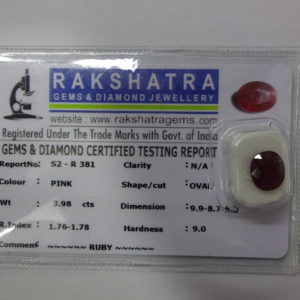 RAKSHATRA
GEMS & DIAMOND JEWELLERY
website : www.rakshatragems.com
Registered Under The Trade Marks with Govt. of India
GEMS & DIAMOND CERTIFIED TESTING REPORT
ReportNo: S2 - R 381 Clarity : N/A
Colour : PINK Shape/cut : OVAL
Wt : 3.98 cts Dimension : 9.9-8.7-
R.Index : 1.76-1.78 Hardness : 9.0
Comment ~~~~~~ RUBY ~~~~~~